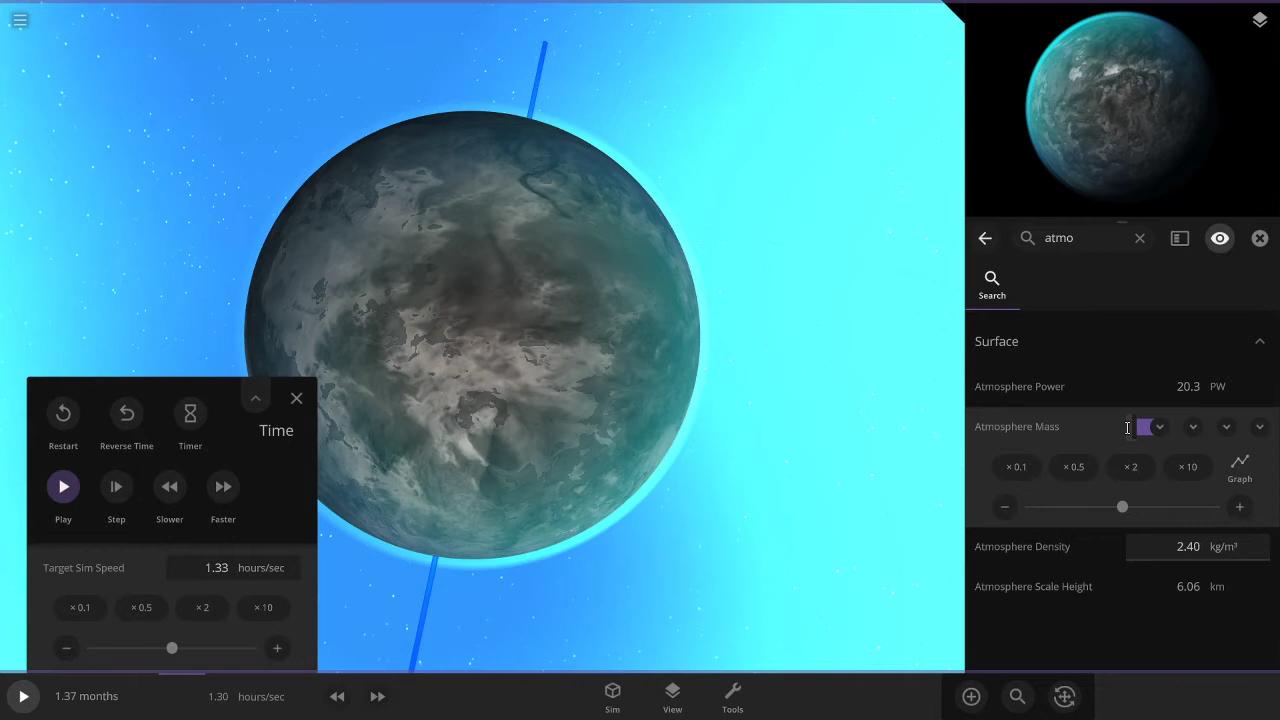 atmo
Search
Surface
Atmosphere Power 20.3 PW
Atmosphere Mass
× 0.1 × 0.5 × 2 × 10 Graph
Atmosphere Density 2.40 kg/m³
Atmosphere Scale Height 6.06 km
Time
Restart Reverse Time Timer
Play Step Slower Faster
Target Sim Speed 1.33 hours/sec
× 0.1 × 0.5 × 2 × 10
1.37 months 1.30 hours/sec Sim View Tools